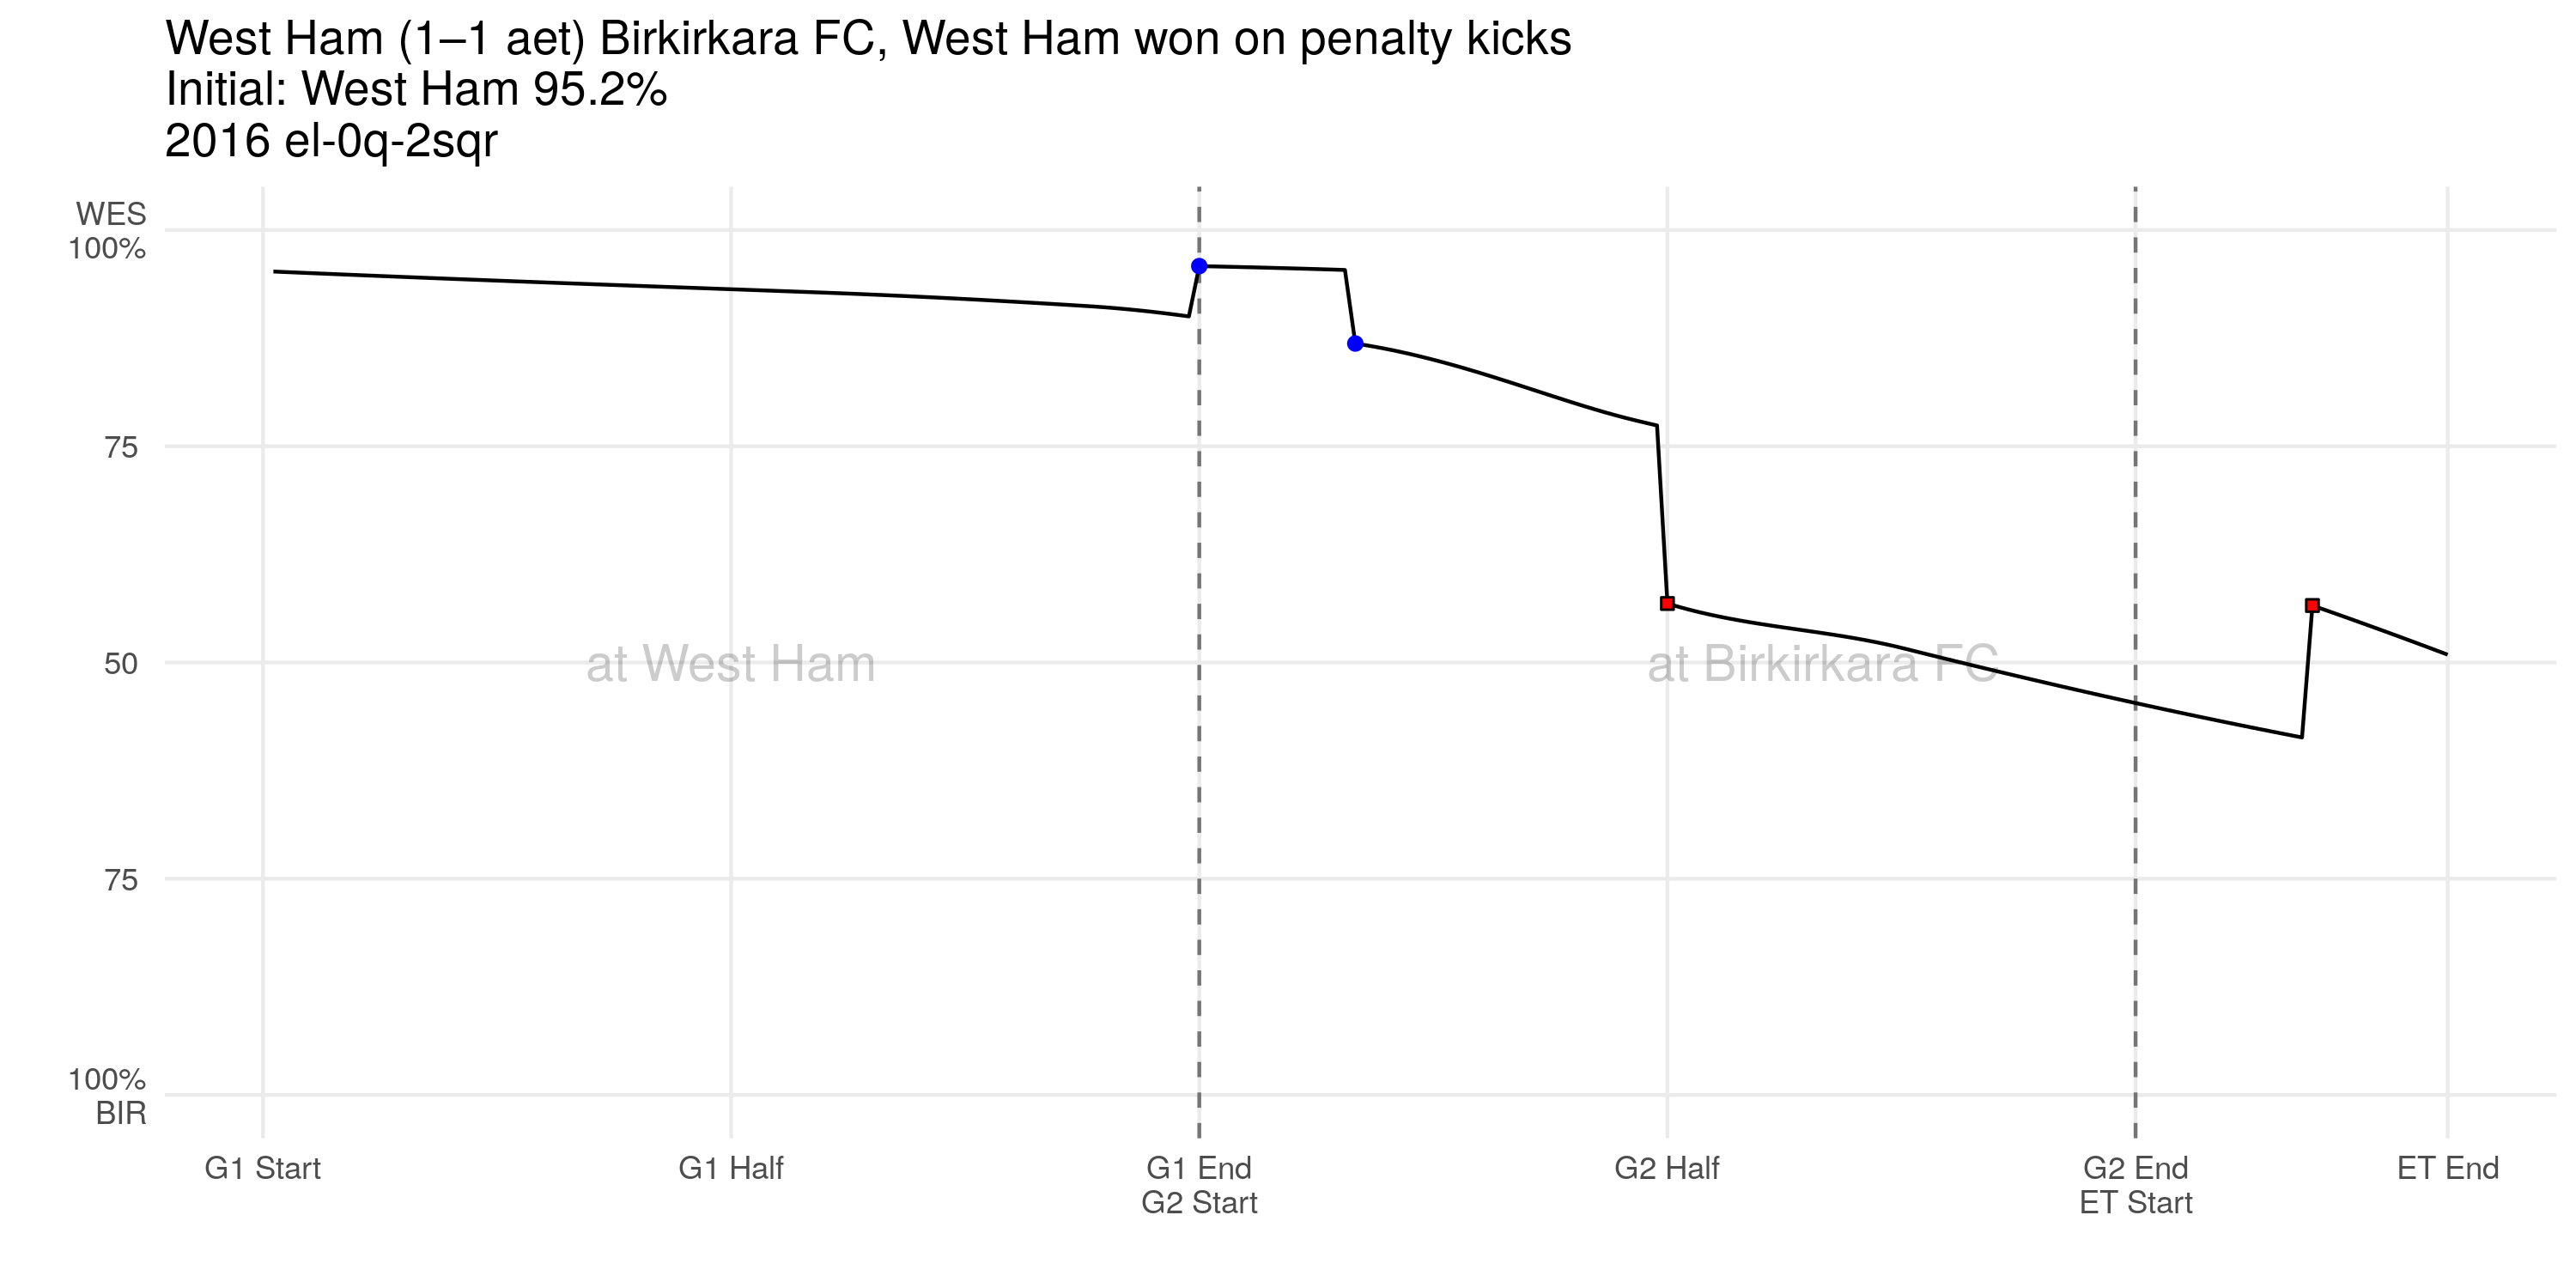 West Ham (1–1 aet) Birkirkara FC, West Ham won on penalty kicks
Initial: West Ham 95.2%
2016 el-0q-2sqr
WES
100%
75
50
75
100%
BIR
at West Ham
at Birkirkara FC
G1 Start
G1 Half
G1 End
G2 Start
G2 Half
G2 End
ET Start
ET End